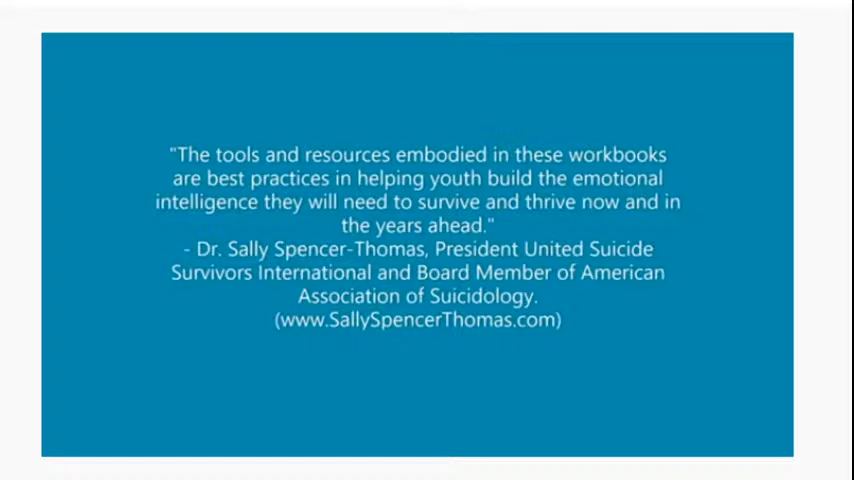 "The tools and resources embodied in these workbooks
are best practices in helping youth build the emotional
intelligence they will need to survive and thrive now and in
the years ahead."
- Dr. Sally Spencer-Thomas, President United Suicide
Survivors International and Board Member of American
Association of Suicidology.
(www.SallySpencerThomas.com)